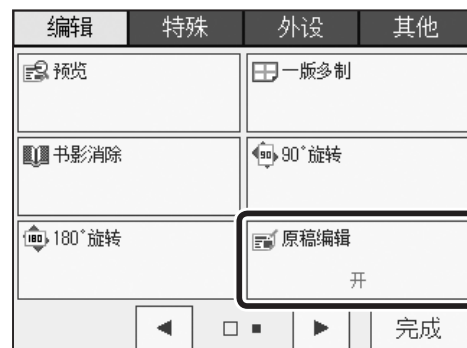 编辑 特殊 外设 其他
预览 一版多制
书影消除 90°旋转
180°旋转 原稿编辑
开
完成